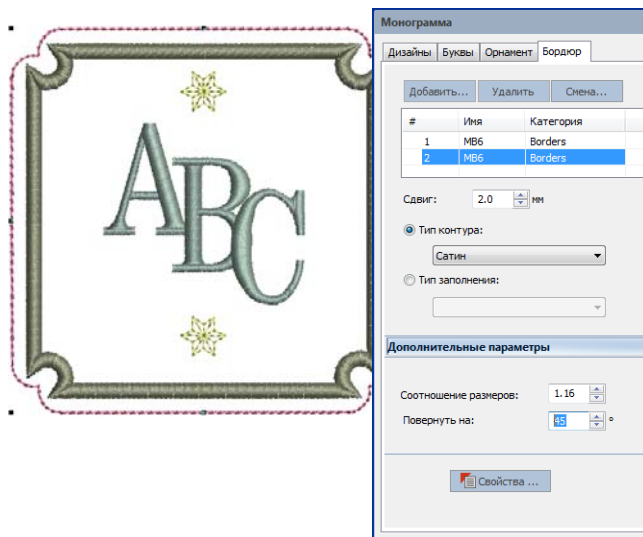 ABC
Монограмма
Дизайны Буквы Орнамент Бордюр
Добавить... Удалить Смена...
# Имя Категория
1 MB6 Borders
2 MB6 Borders
Сдвиг: 2.0 мм
Тип контура:
Сатин
Тип заполнения:
Дополнительные параметры
Соотношение размеров: 1.16
Повернуть на: 45 °
Свойства ...